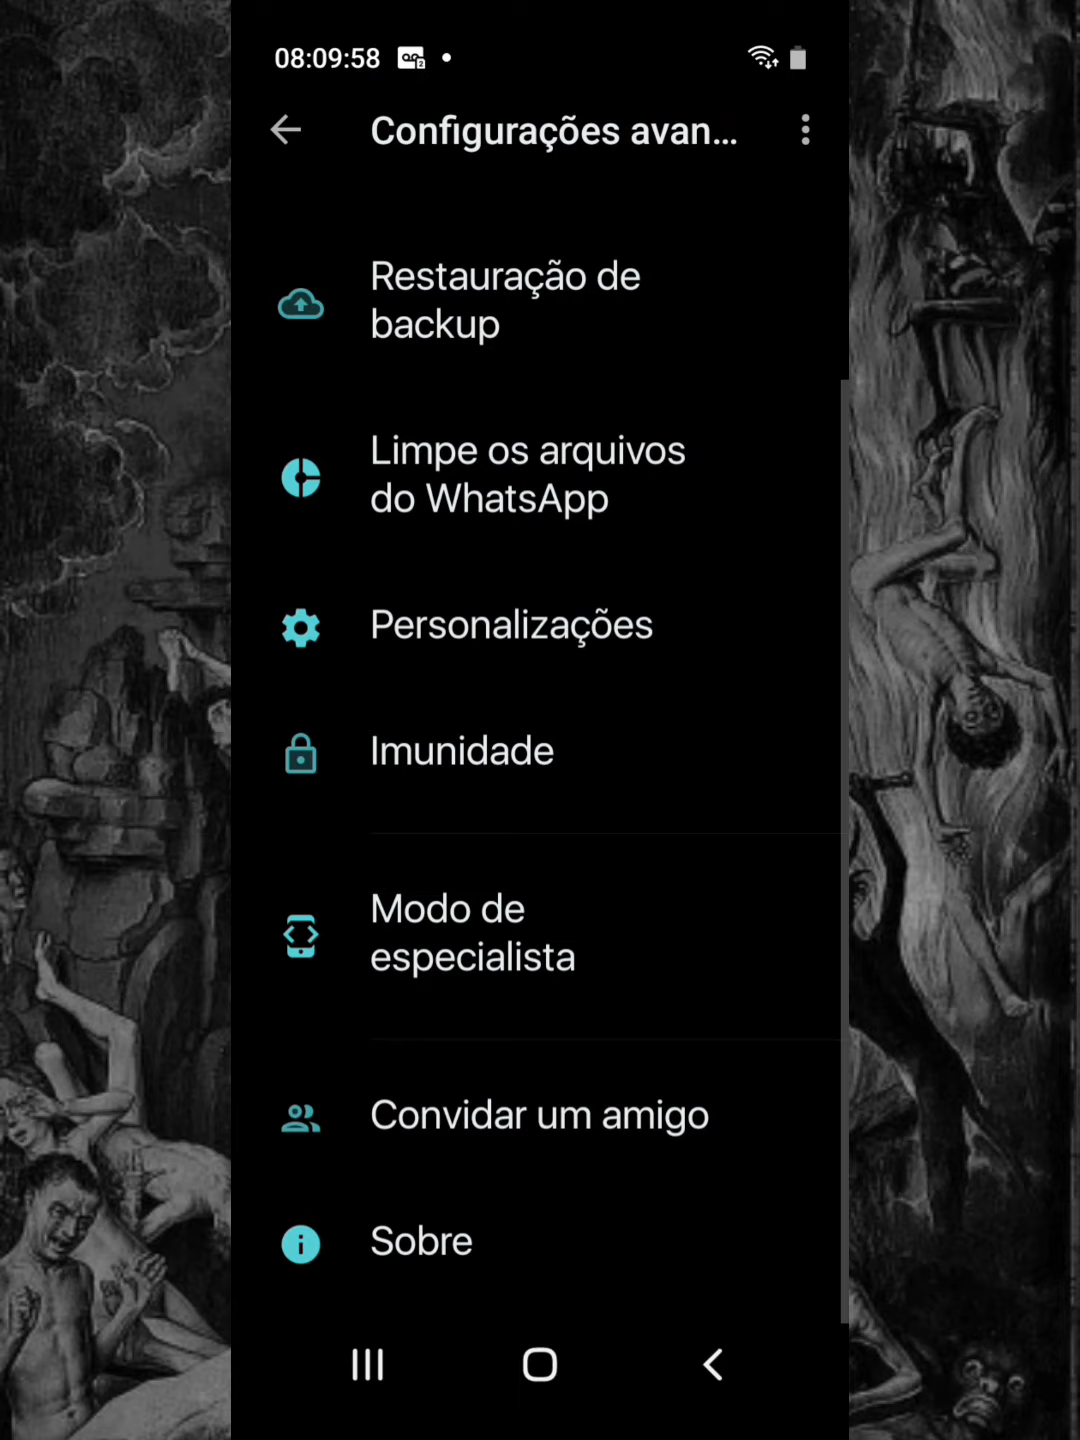 08:09:58
Configurações avan...
Restauração de
backup
Limpe os arquivos
do WhatsApp
Personalizações
Imunidade
Modo de
especialista
Convidar um amigo
Sobre